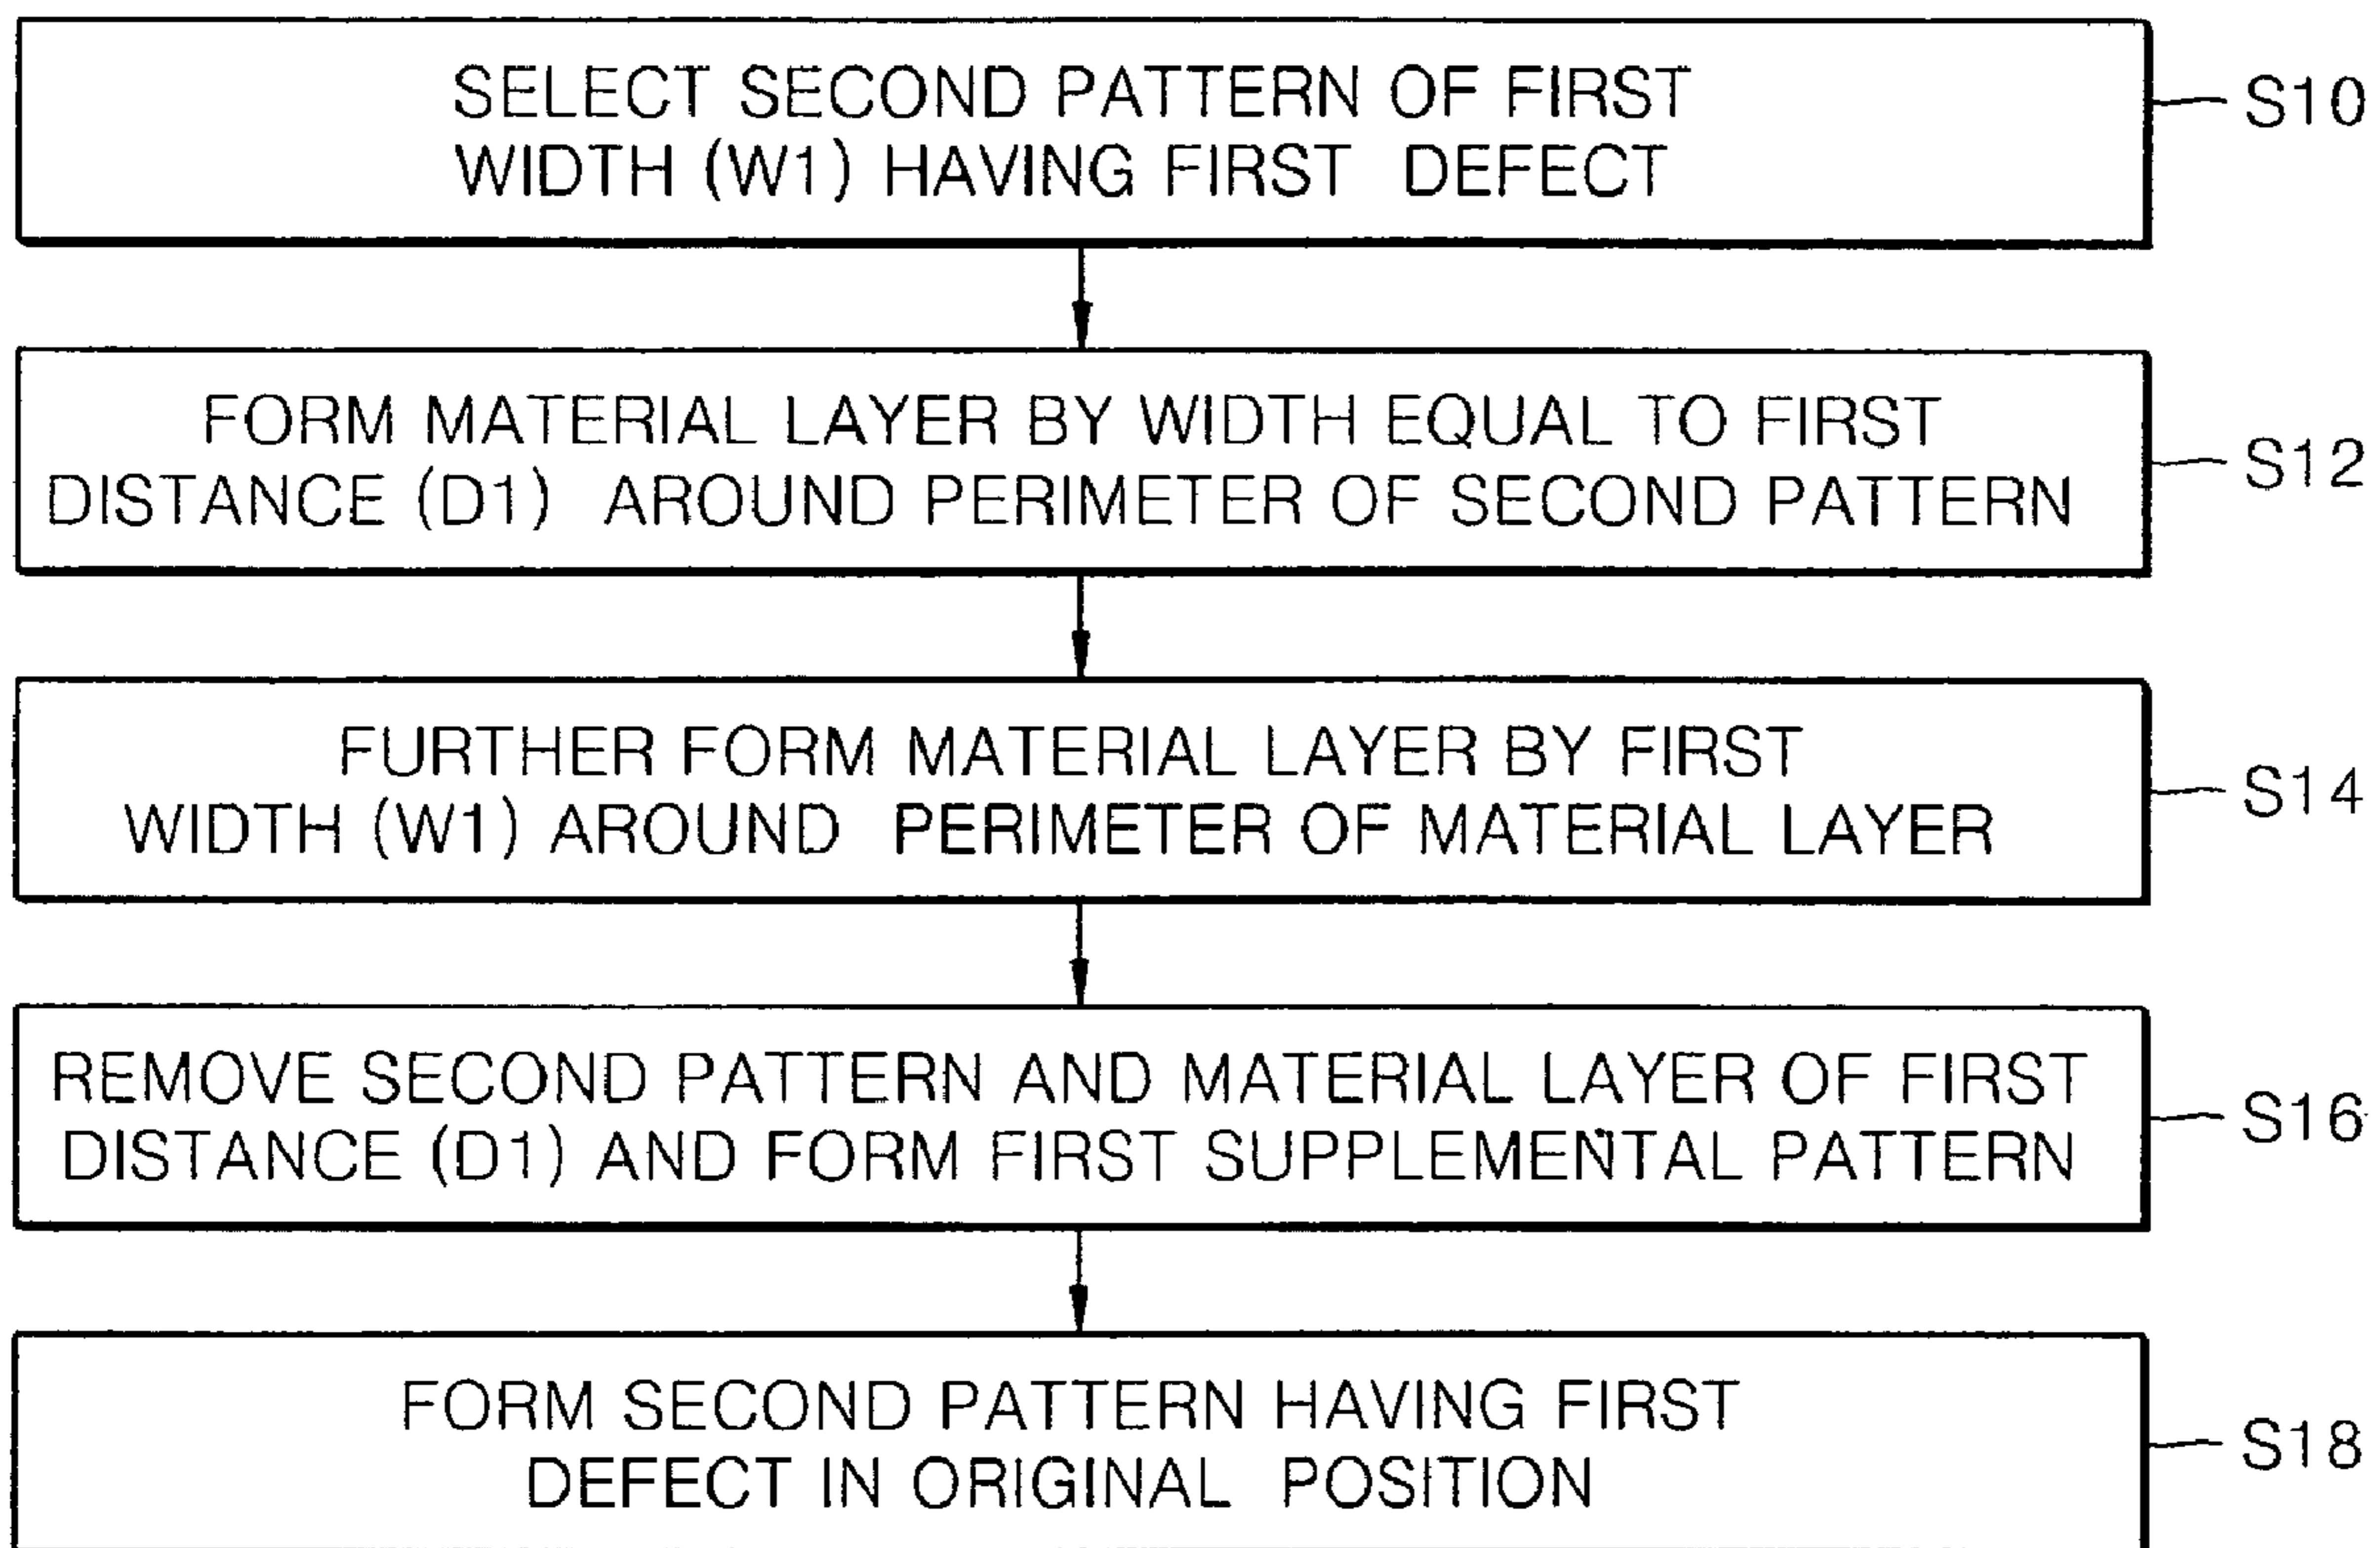 SELECT SECOND PATTERN OF FIRST
WIDTH (W1) HAVING FIRST DEFECT
S10
FORM MATERIAL LAYER BY WIDTH EQUAL TO FIRST
DISTANCE (D1) AROUND PERIMETER OF SECOND PATTERN
S12
FURTHER FORM MATERIAL LAYER BY FIRST
WIDTH (W1) AROUND PERIMETER OF MATERIAL LAYER
S14
REMOVE SECOND PATTERN AND MATERIAL LAYER OF FIRST
DISTANCE (D1) AND FORM FIRST SUPPLEMENTAL PATTERN
S16
FORM SECOND PATTERN HAVING FIRST
DEFECT IN ORIGINAL POSITION
S18